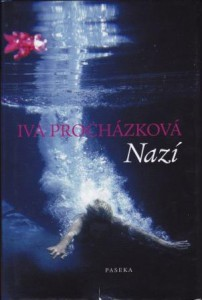 IVA PROCHÁZKOVÁ
Nazí
PASEKA